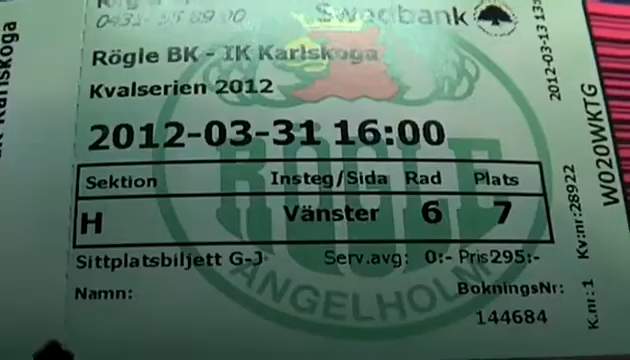 Swedbank
Rögle BK - IK Karlskoga
Kvalserien 2012
2012-03-31 16:00
Sektion Insteg/Sida Rad Plats
H Vänster 6 7
Sittplatsbiljett G-J Serv.avg: 0:- Pris295:-
Namn: BokningsNr:
144684
RÖGLE
ÄNGELHOLM
2012-03-13
Kv:nr:28922
K.nr:1
W020WKTG
Karlskoga